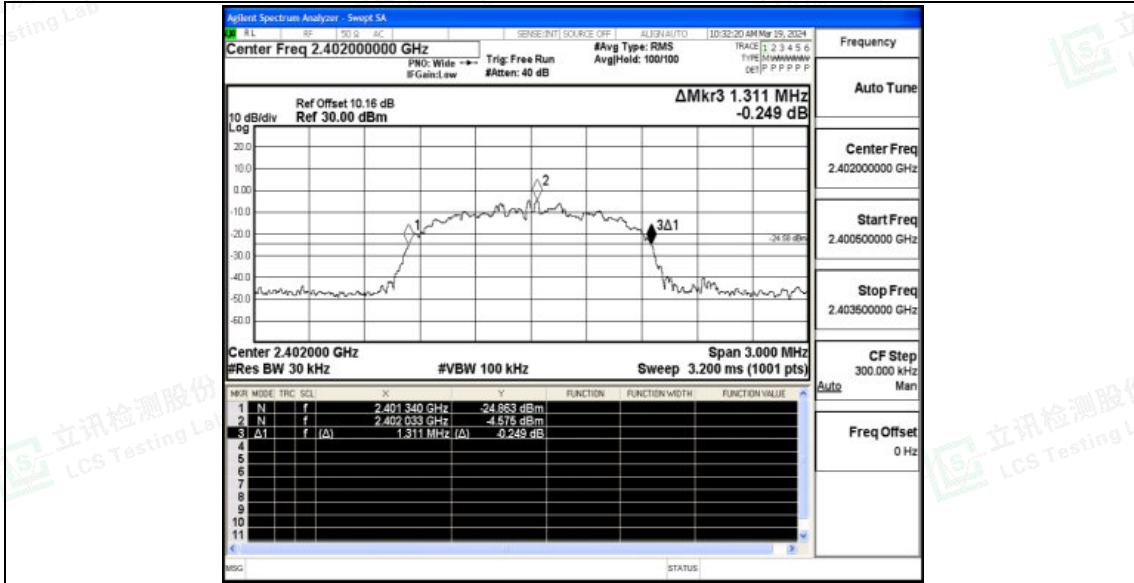 Agilent Spectrum Analyzer - Swept SA
RL RF 50 Ω AC SENSE:INT SOURCE OFF ALIGN AUTO 10:32:20 AM Mar 19, 2024
Center Freq 2.402000000 GHz
PNO: Wide
IFGain:Low
Trig: Free Run
#Atten: 40 dB
#Avg Type: RMS
Avg|Hold: 100/100
TRACE 1 2 3 4 5 6
TYPE MWWWWW
DET P P P P P P
Ref Offset 10.16 dB
Ref 30.00 dBm
10 dB/div
Log
ΔMkr3 1.311 MHz
-0.249 dB
20.0
10.0
0.00
-10.0
-20.0
-30.0
-40.0
-50.0
-60.0
1
2
3Δ1
-24.58 dBm
Center 2.402000 GHz
#Res BW 30 kHz
#VBW 100 kHz
Span 3.000 MHz
Sweep 3.200 ms (1001 pts)
MKR MODE TRC SCL X Y FUNCTION FUNCTION WIDTH FUNCTION VALUE
1 N f 2.401 340 GHz -24.863 dBm
2 N f 2.402 033 GHz -4.575 dBm
3 Δ1 f (Δ) 1.311 MHz (Δ) -0.249 dB
4
5
6
7
8
9
10
11
MSG
STATUS
Frequency
Auto Tune
Center Freq
2.402000000 GHz
Start Freq
2.400500000 GHz
Stop Freq
2.403500000 GHz
CF Step
300.000 kHz
Auto Man
Freq Offset
0 Hz
立讯检测股份
LCS Testing Lab
立讯检测股份
LCS Testing L
sting Lab